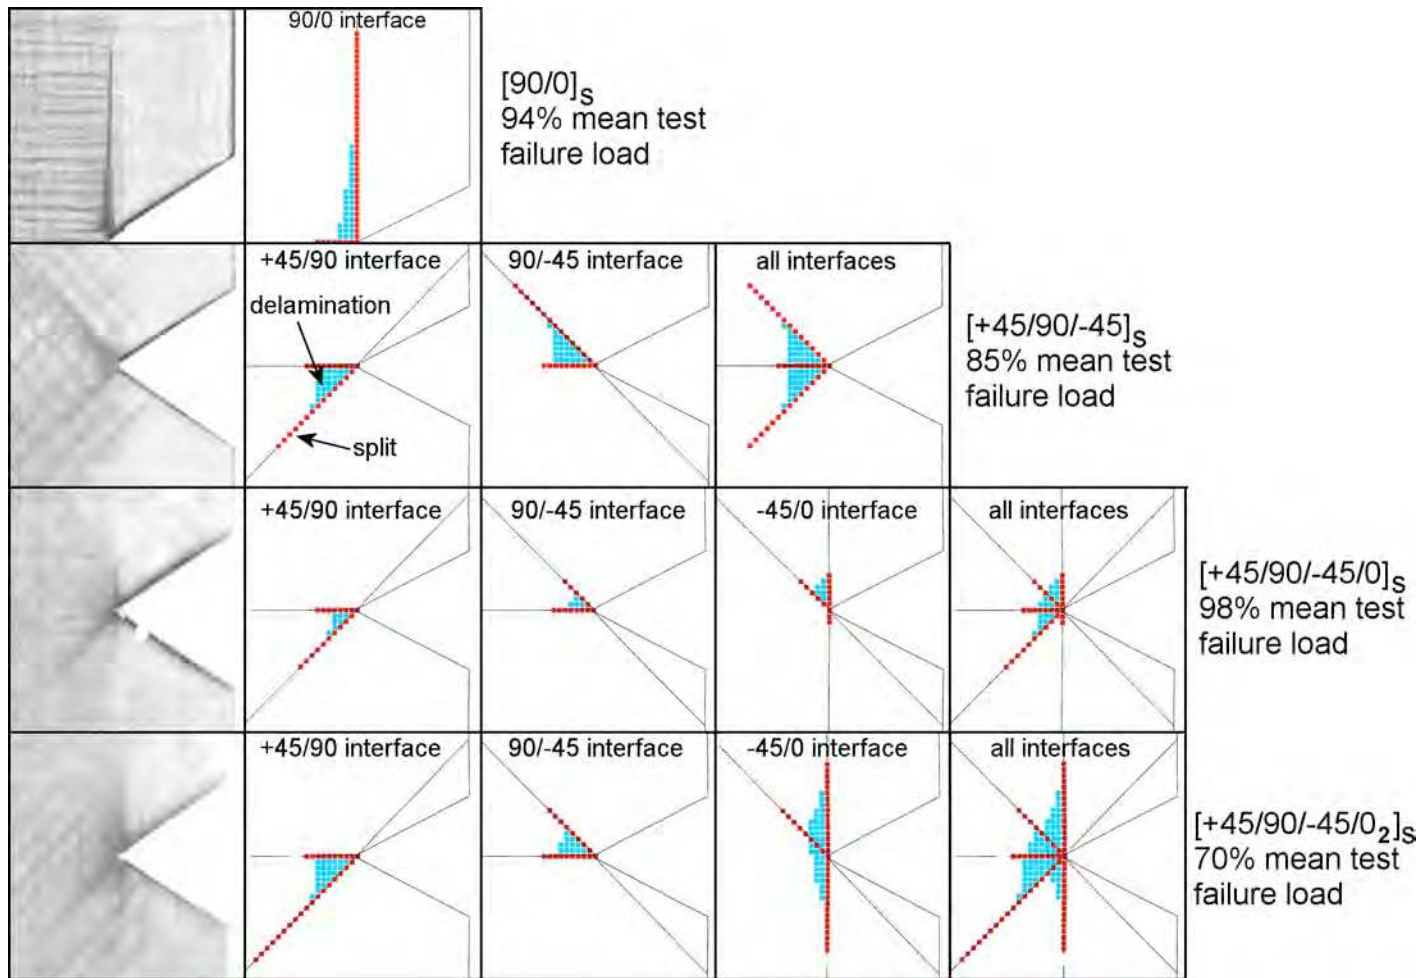 90/0 interface
[90/0]S
94% mean test
failure load
+45/90 interface
90/-45 interface
all interfaces
delamination
split
[+45/90/-45]S
85% mean test
failure load
+45/90 interface
90/-45 interface
-45/0 interface
all interfaces
[+45/90/-45/0]S
98% mean test
failure load
+45/90 interface
90/-45 interface
-45/0 interface
all interfaces
[+45/90/-45/02]S
70% mean test
failure load